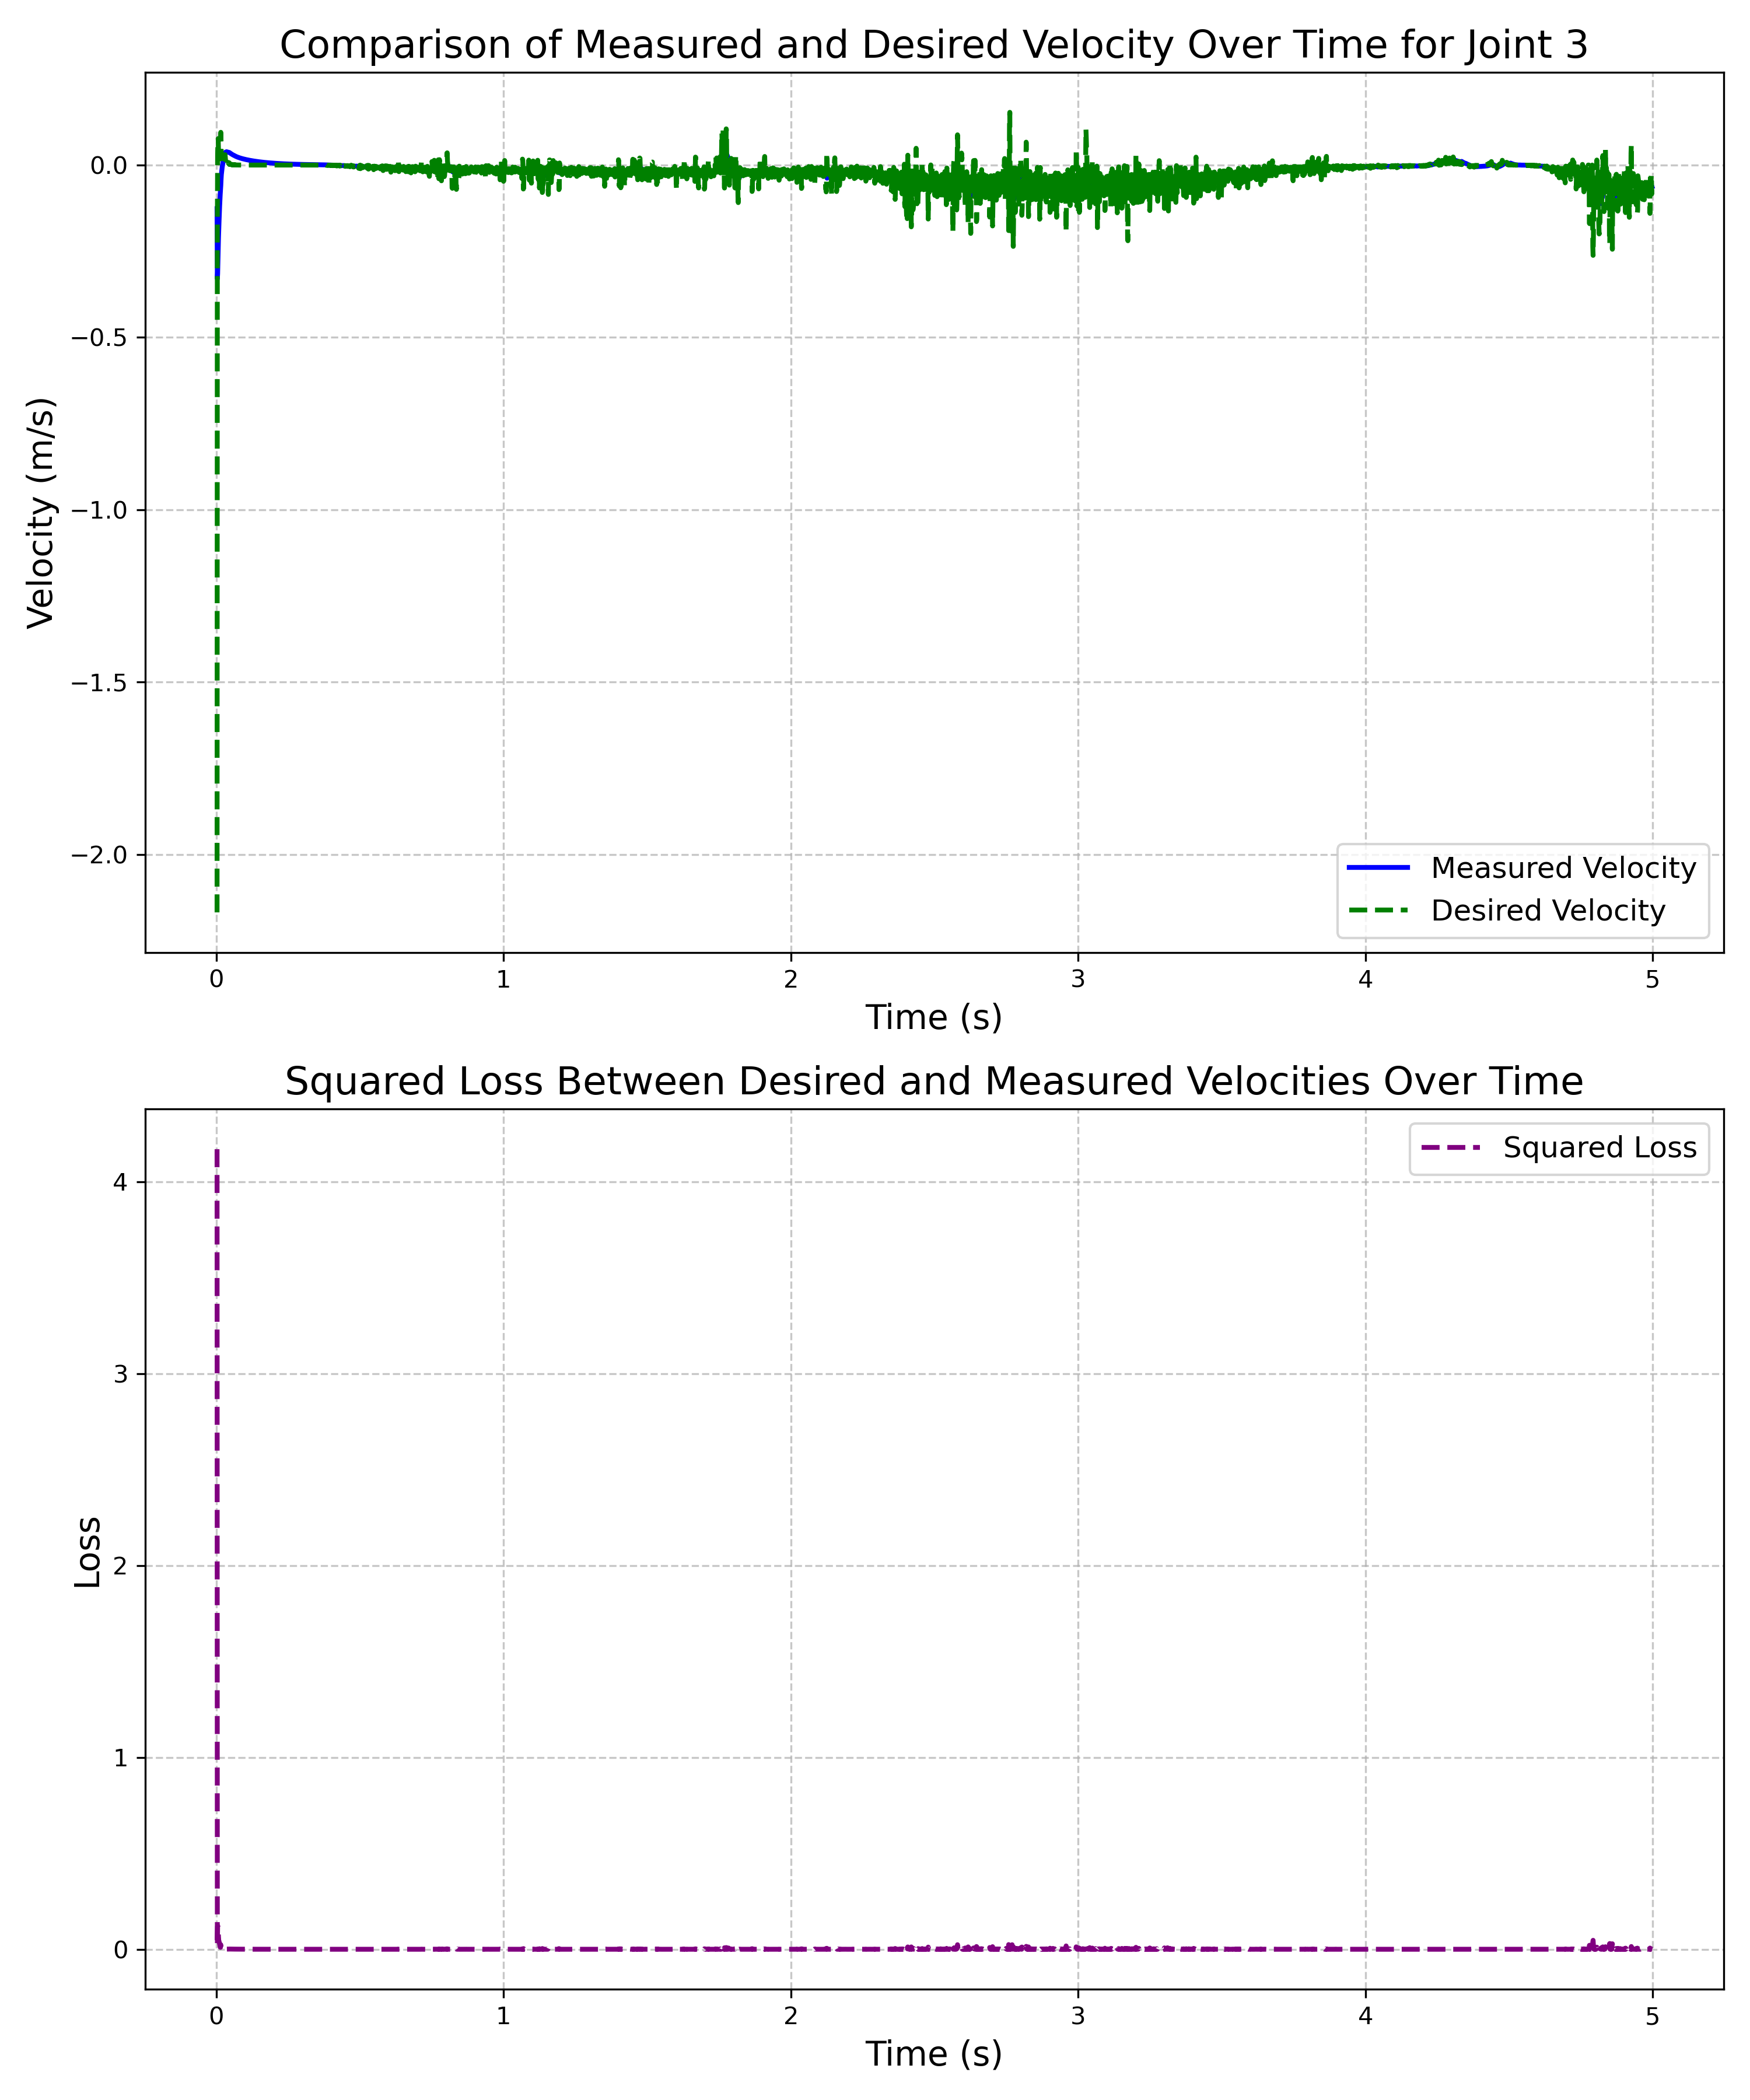 Comparison of Measured and Desired Velocity Over Time for Joint 3
Velocity (m/s)
0.0
−0.5
−1.0
−1.5
−2.0
Measured Velocity
Desired Velocity
0 1 2 3 4 5
Time (s)
Squared Loss Between Desired and Measured Velocities Over Time
Squared Loss
Loss
4
3
2
1
0
0 1 2 3 4 5
Time (s)